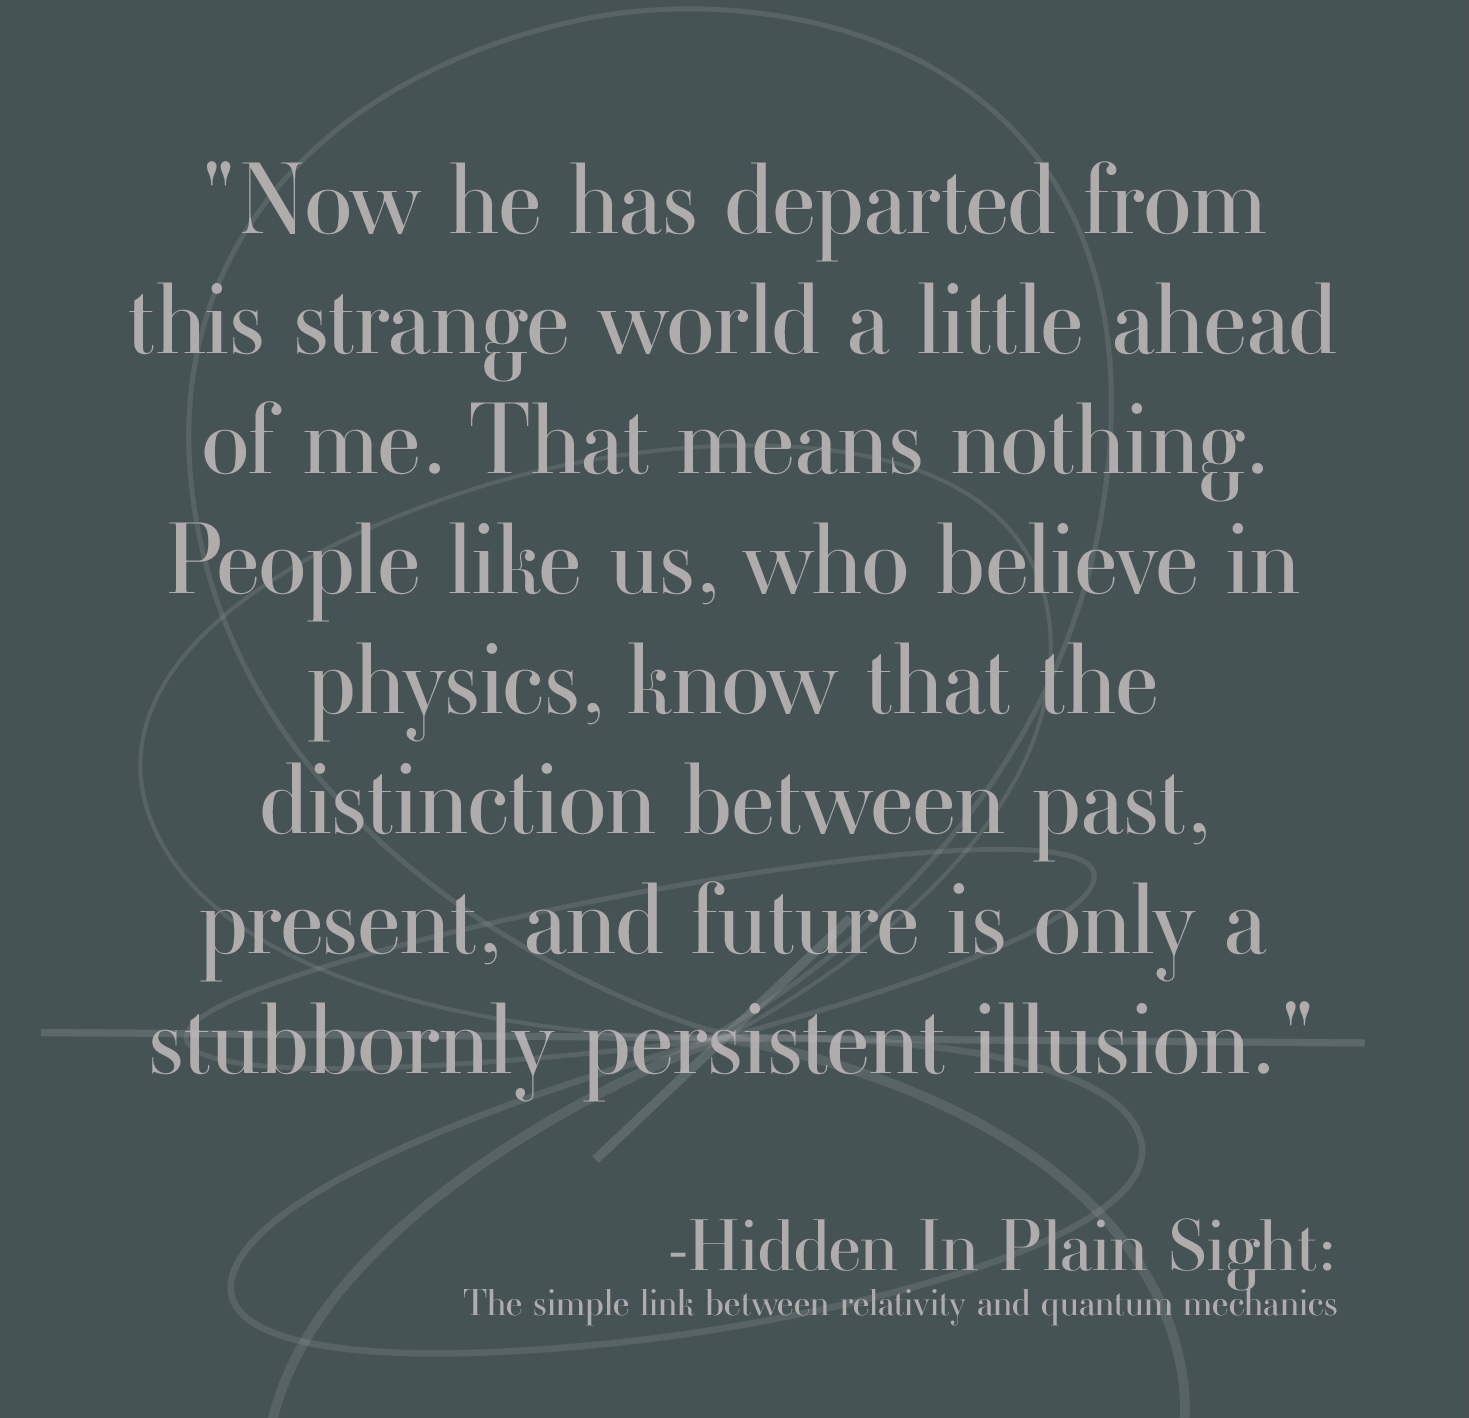 "Now he has departed from
this strange world a little ahead
of me. That means nothing.
People like us, who believe in
physics, know that the
distinction between past,
present, and future is only a
stubbornly persistent illusion."
-Hidden In Plain Sight:
The simple link between relativity and quantum mechanics